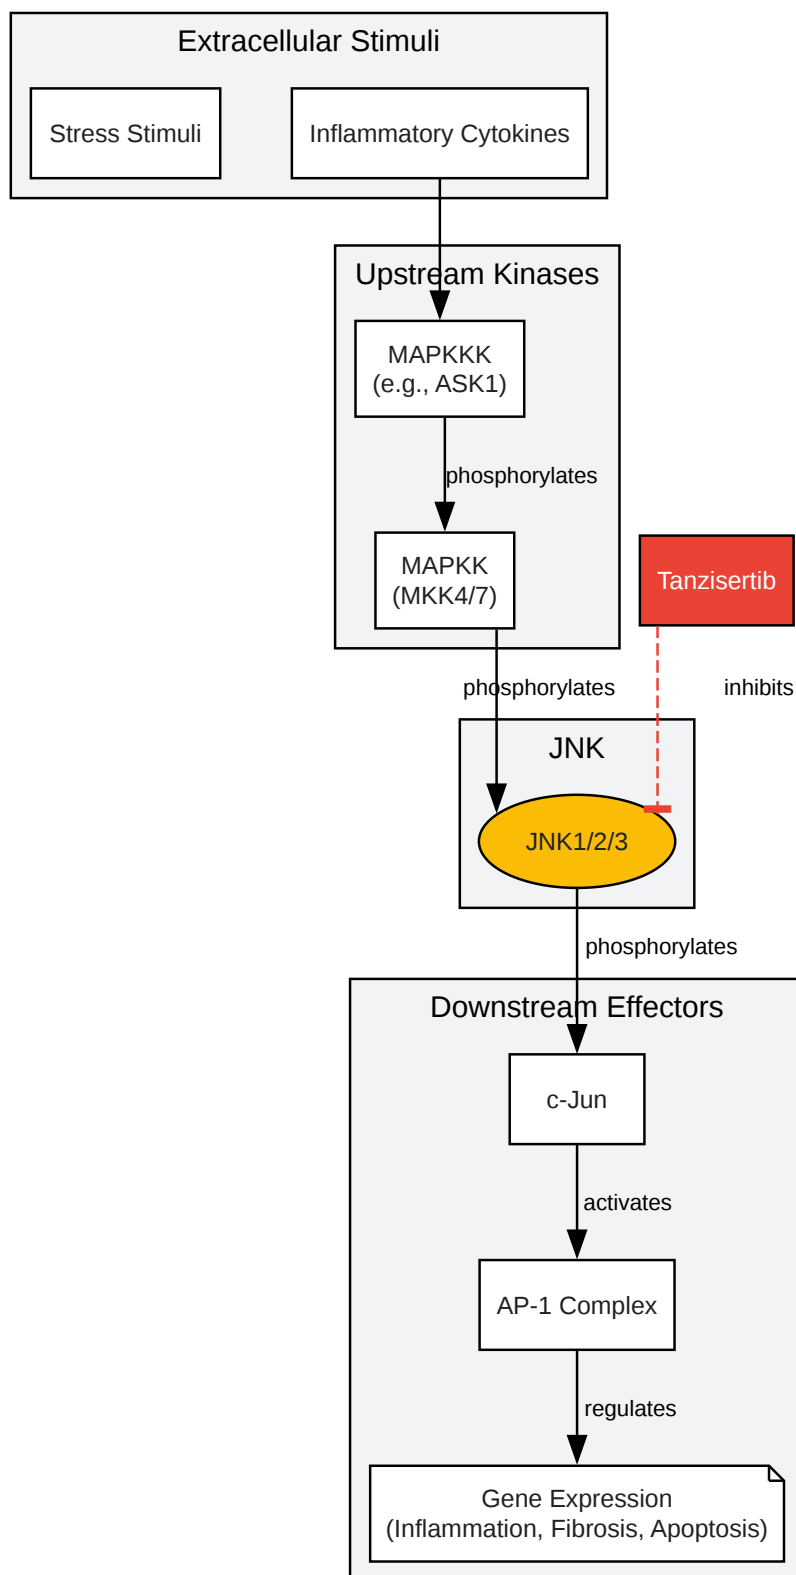 Extracellular Stimuli
Stress Stimuli
Inflammatory Cytokines
Upstream Kinases
MAPKKK
(e.g., ASK1)
phosphorylates
MAPKK
(MKK4/7)
Tanzisertib
phosphorylates
inhibits
JNK
JNK1/2/3
phosphorylates
Downstream Effectors
c-Jun
activates
AP-1 Complex
regulates
Gene Expression
(Inflammation, Fibrosis, Apoptosis)